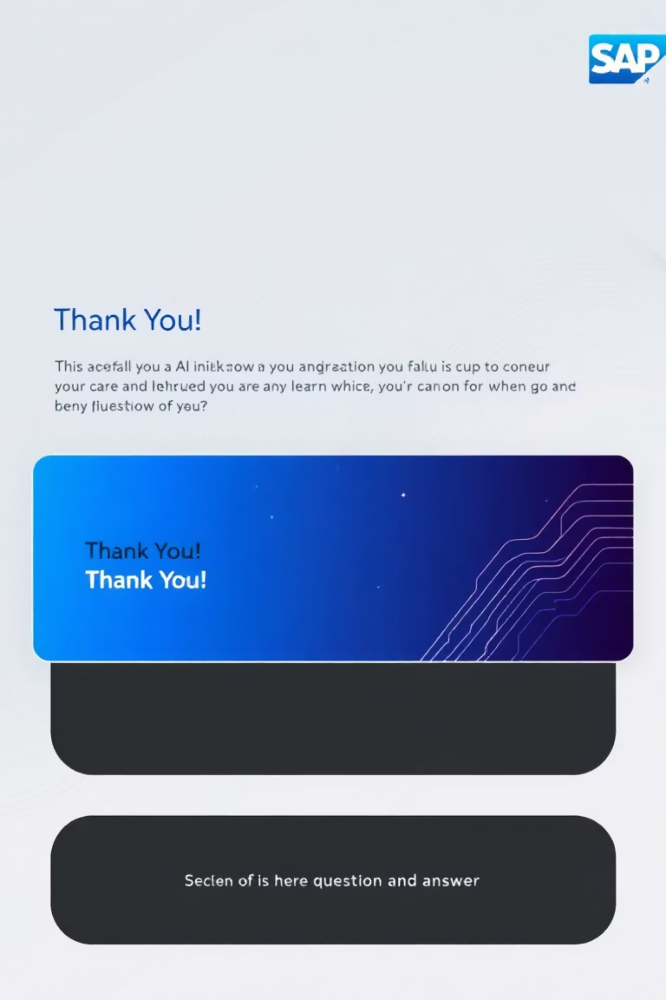 SAP
Thank You!
This acefall you a AI you angraation you fallu is cup to coneur
your care and lehrued you are any learn whice, you'r canon for when go and
beny fluestiow of you?
Thank You!
Thank You!
Secten of is here question and answer